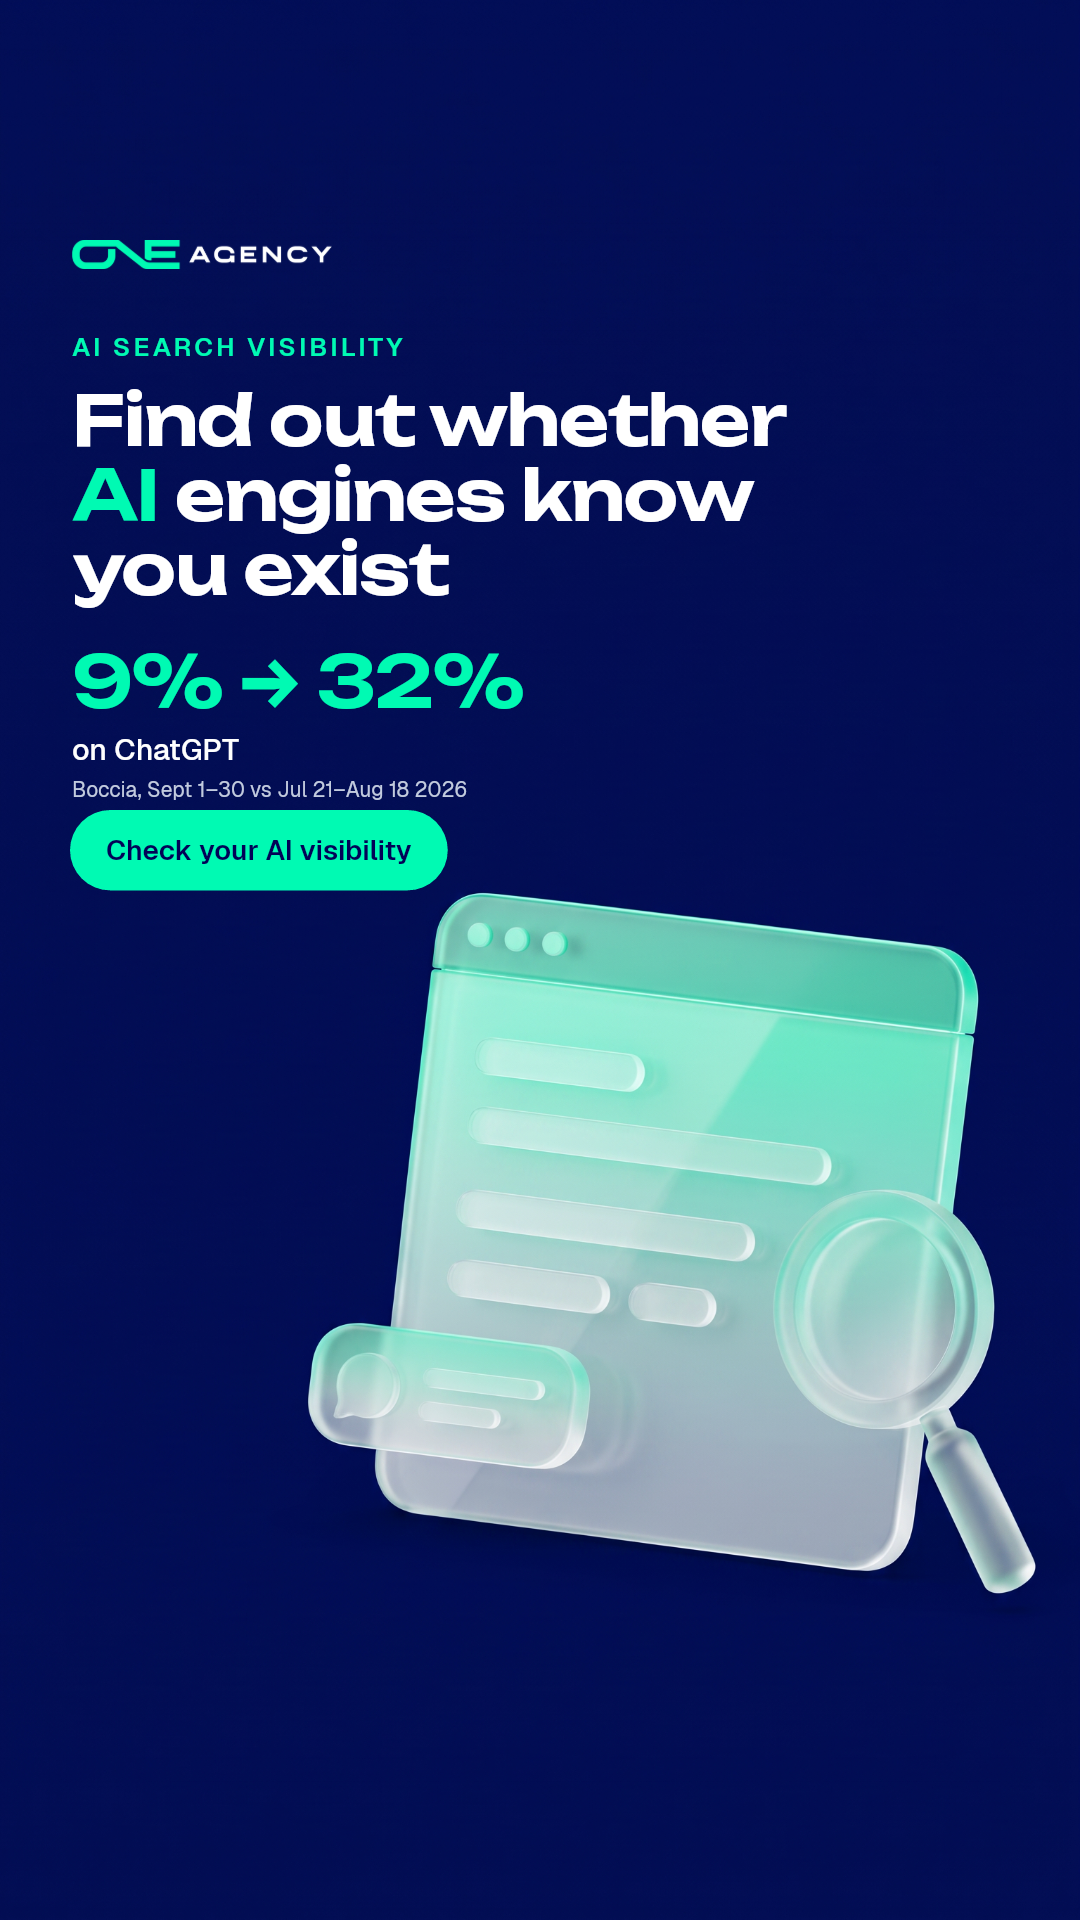 ONE AGENCY
AI SEARCH VISIBILITY
Find out whether
AI engines know
you exist
9% → 32%
on ChatGPT
Boccia, Sept 1–30 vs Jul 21–Aug 18 2026
Check your AI visibility